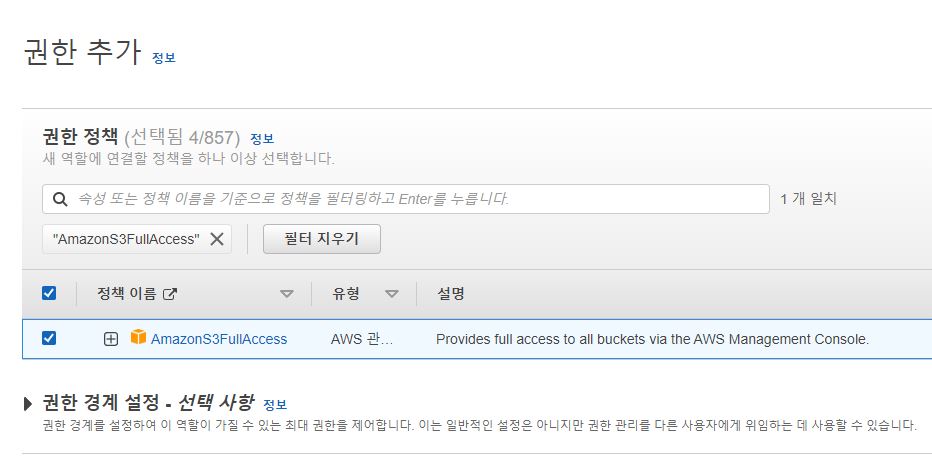 권한 추가 정보
권한 정책 (선택됨 4/857) 정보
새 역할에 연결할 정책을 하나 이상 선택합니다.
속성 또는 정책 이름을 기준으로 정책을 필터링하고 Enter를 누릅니다. 1 개 일치
"AmazonS3FullAccess" 필터 지우기
정책 이름 유형 설명
AmazonS3FullAccess AWS 관... Provides full access to all buckets via the AWS Management Console.
권한 경계 설정 - 선택 사항 정보
권한 경계를 설정하여 이 역할이 가질 수 있는 최대 권한을 제어합니다. 이는 일반적인 설정은 아니지만 권한 관리를 다른 사용자에게 위임하는 데 사용할 수 있습니다.